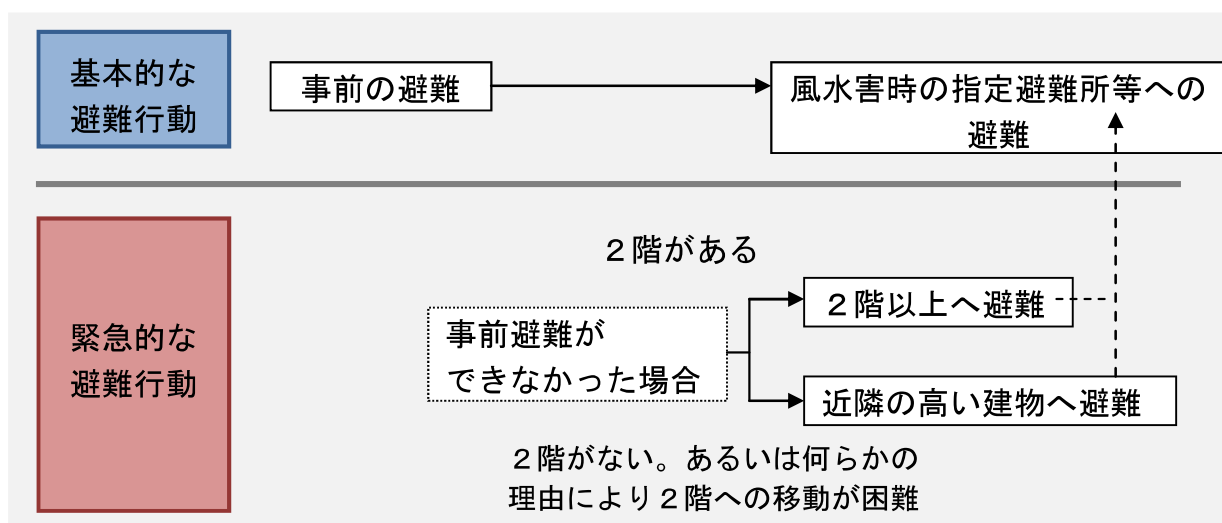 基本的な
避難行動
事前の避難
風水害時の指定避難所等への
避難
緊急的な
避難行動
２階がある
事前避難が
できなかった場合
２階以上へ避難
近隣の高い建物へ避難
２階がない。あるいは何らかの
理由により２階への移動が困難